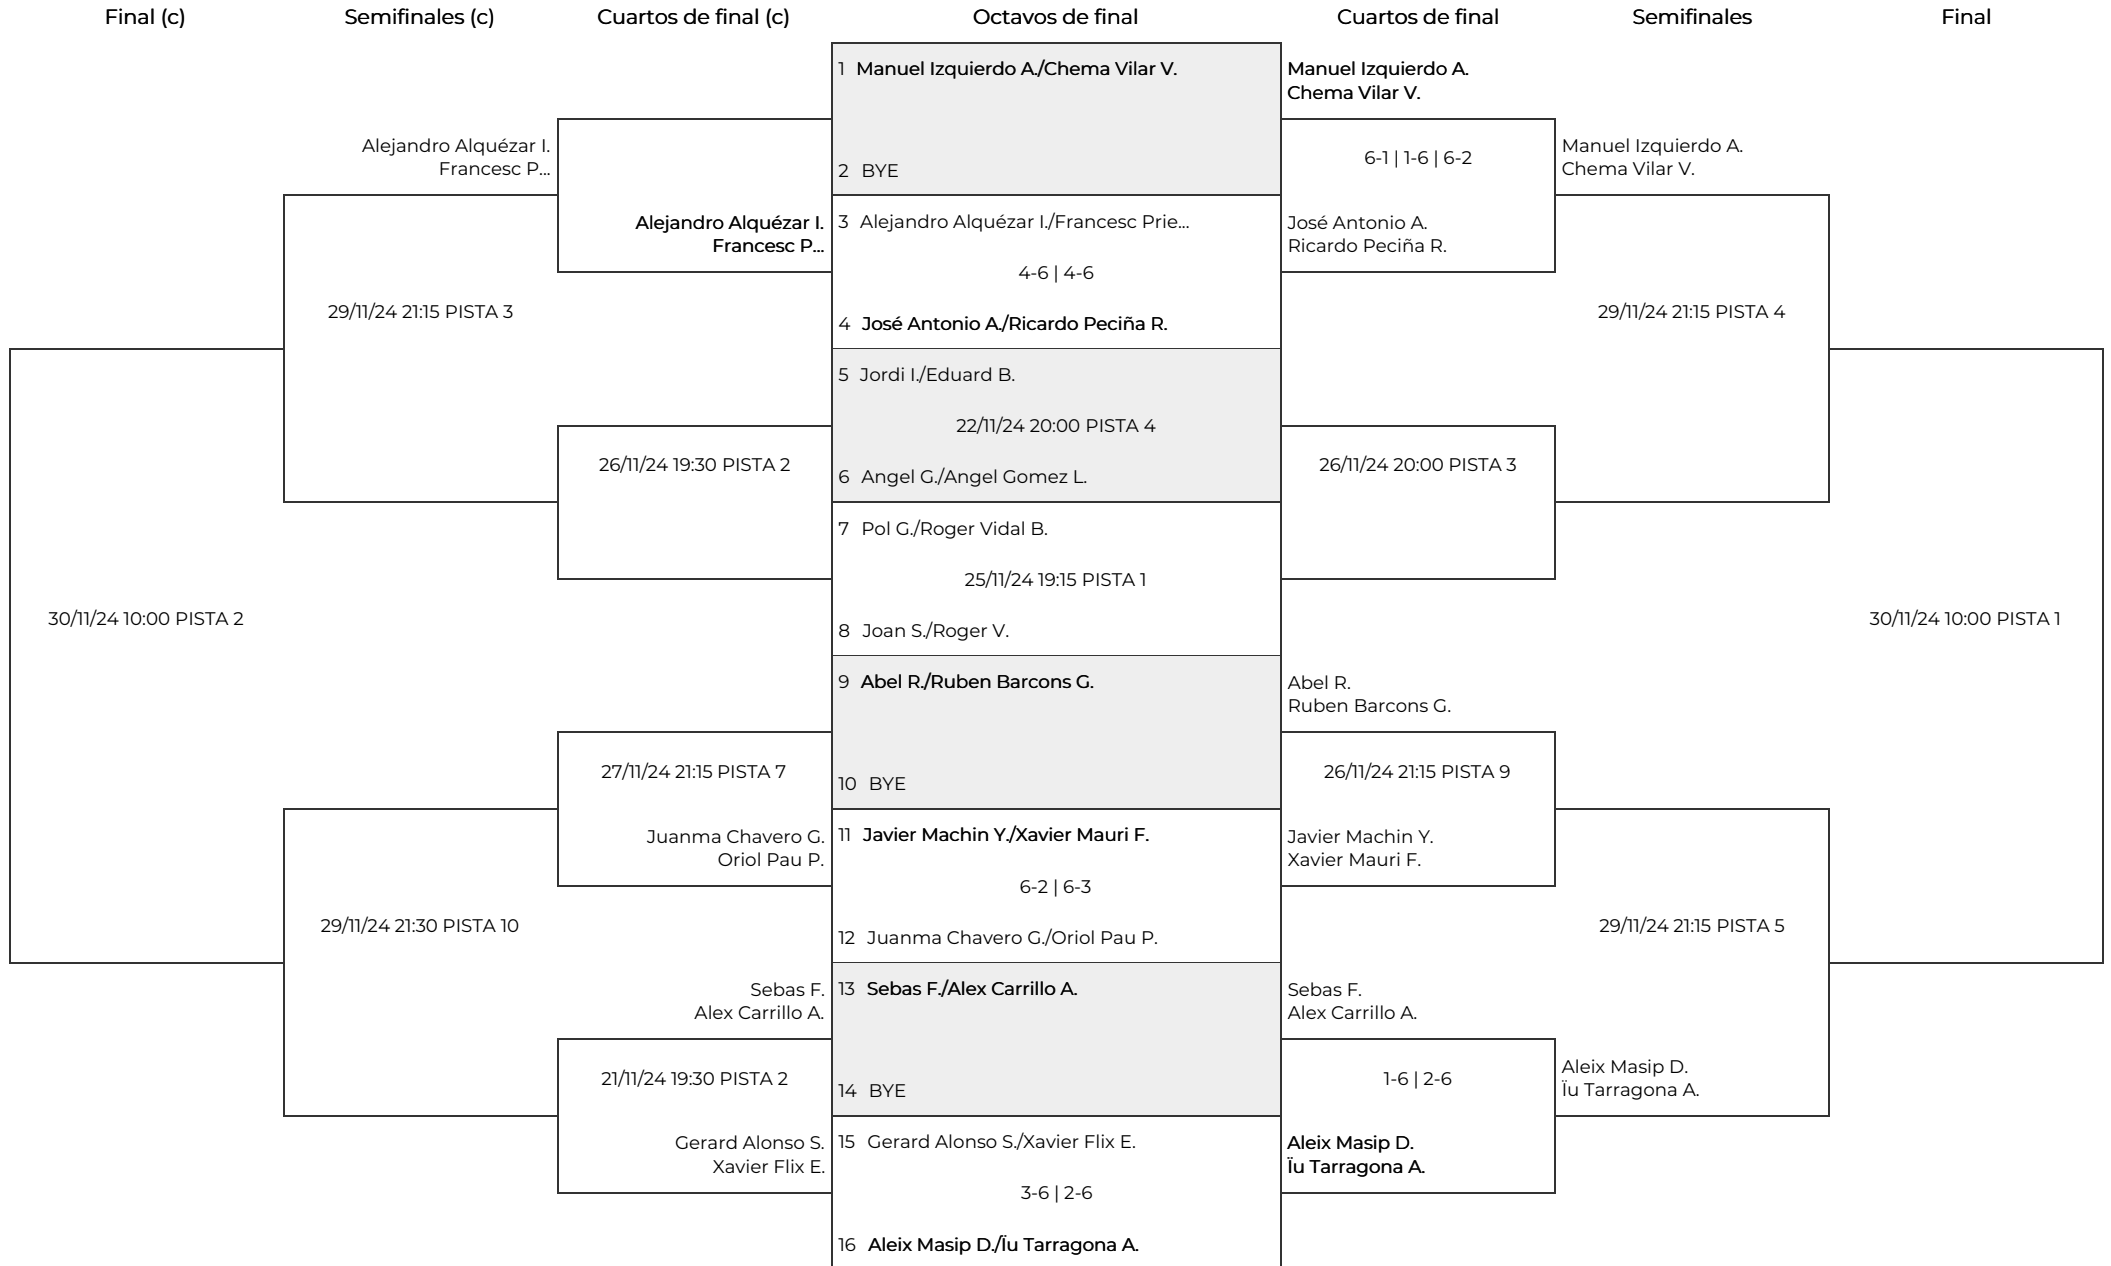 Final (c)
Semifinales (c)
Cuartos de final (c)
Octavos de final
Cuartos de final
Semifinales
Final
30/11/24 10:00 PISTA 2
Alejandro Alquézar I.
Francesc P...
29/11/24 21:15 PISTA 3
29/11/24 21:30 PISTA 10
Alejandro Alquézar I.
Francesc P...
26/11/24 19:30 PISTA 2
27/11/24 21:15 PISTA 7
Juanma Chavero G.
Oriol Pau P.
Sebas F.
Alex Carrillo A.
21/11/24 19:30 PISTA 2
Gerard Alonso S.
Xavier Flix E.
1 Manuel Izquierdo A./Chema Vilar V.
2 BYE
3 Alejandro Alquézar I./Francesc Prie...
4-6 | 4-6
4 José Antonio A./Ricardo Peciña R.
5 Jordi I./Eduard B.
22/11/24 20:00 PISTA 4
6 Angel G./Angel Gomez L.
7 Pol G./Roger Vidal B.
25/11/24 19:15 PISTA 1
8 Joan S./Roger V.
9 Abel R./Ruben Barcons G.
10 BYE
11 Javier Machin Y./Xavier Mauri F.
6-2 | 6-3
12 Juanma Chavero G./Oriol Pau P.
13 Sebas F./Alex Carrillo A.
14 BYE
15 Gerard Alonso S./Xavier Flix E.
3-6 | 2-6
16 Aleix Masip D./Ïu Tarragona A.
Manuel Izquierdo A.
Chema Vilar V.
6-1 | 1-6 | 6-2
José Antonio A.
Ricardo Peciña R.
26/11/24 20:00 PISTA 3
Abel R.
Ruben Barcons G.
26/11/24 21:15 PISTA 9
Javier Machin Y.
Xavier Mauri F.
Sebas F.
Alex Carrillo A.
1-6 | 2-6
Aleix Masip D.
Ïu Tarragona A.
Manuel Izquierdo A.
Chema Vilar V.
29/11/24 21:15 PISTA 4
29/11/24 21:15 PISTA 5
Aleix Masip D.
Ïu Tarragona A.
30/11/24 10:00 PISTA 1